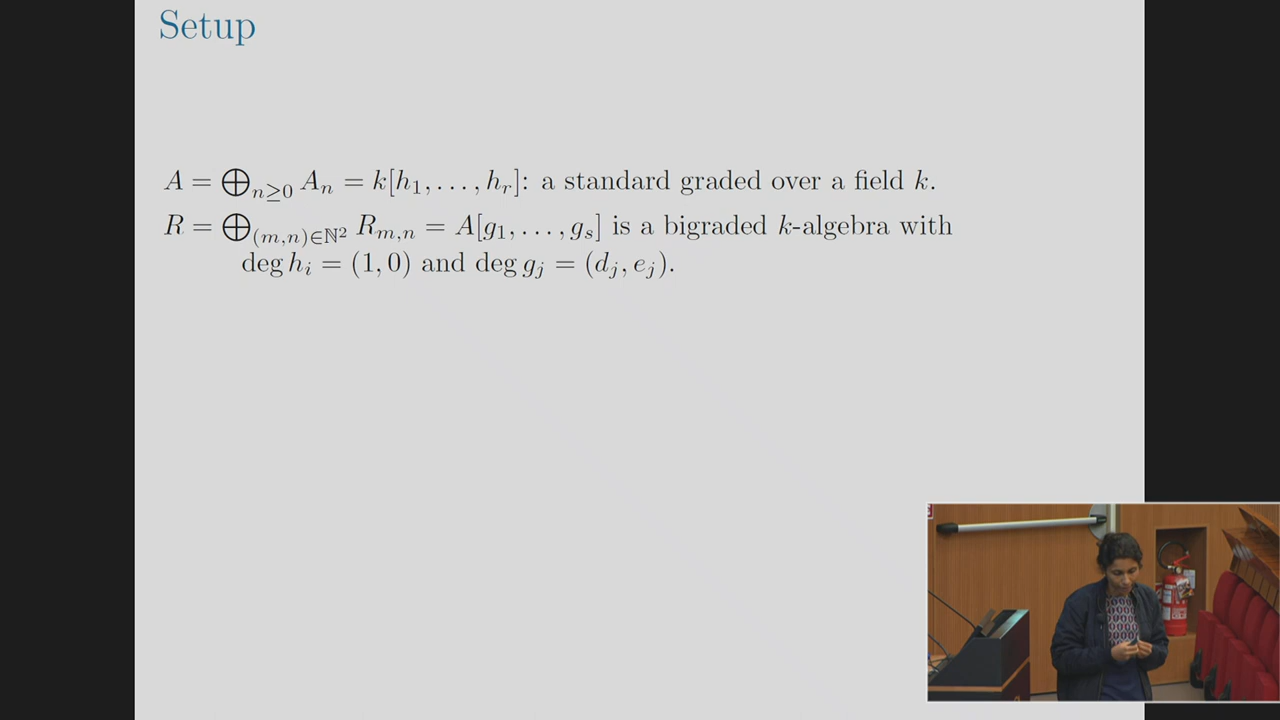 Setup
A = ⊕_{n≥0} A_n = k[h_1, . . . , h_r]: a standard graded over a field k.
R = ⊕_{(m,n)∈ℕ²} R_{m,n} = A[g_1, . . . , g_s] is a bigraded k-algebra with
deg h_i = (1, 0) and deg g_j = (d_j, e_j).